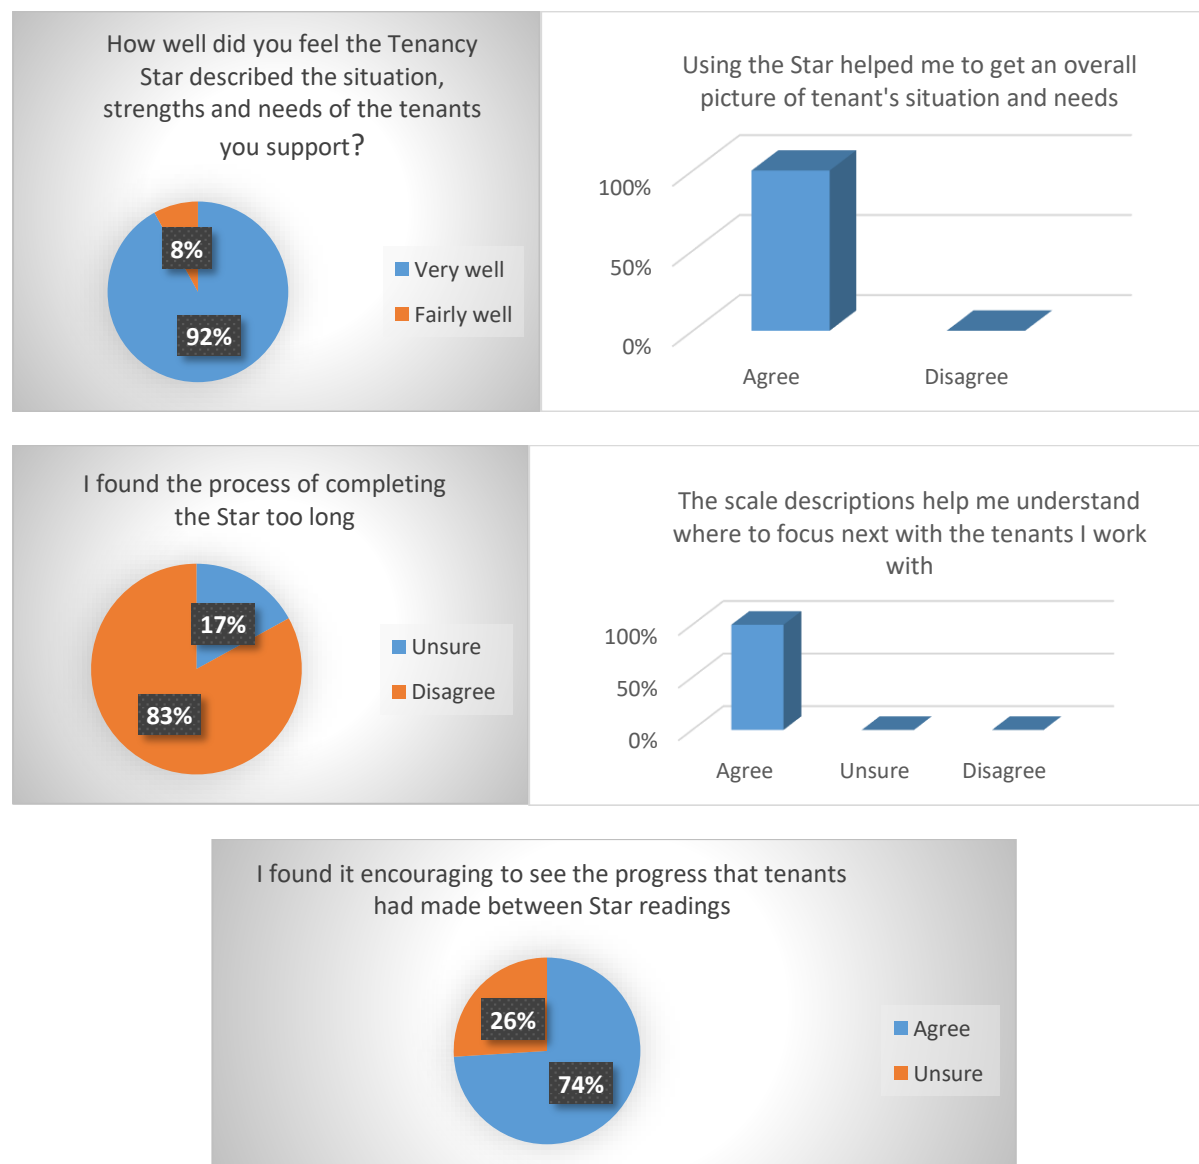 How well did you feel the Tenancy
Star described the situation,
strengths and needs of the tenants
you support?
8%
92%
Very well
Fairly well
Using the Star helped me to get an overall
picture of tenant's situation and needs
100%
50%
0%
Agree
Disagree
I found the process of completing
the Star too long
17%
83%
Unsure
Disagree
The scale descriptions help me understand
where to focus next with the tenants I work
with
100%
50%
0%
Agree
Unsure
Disagree
I found it encouraging to see the progress that tenants
had made between Star readings
26%
74%
Agree
Unsure